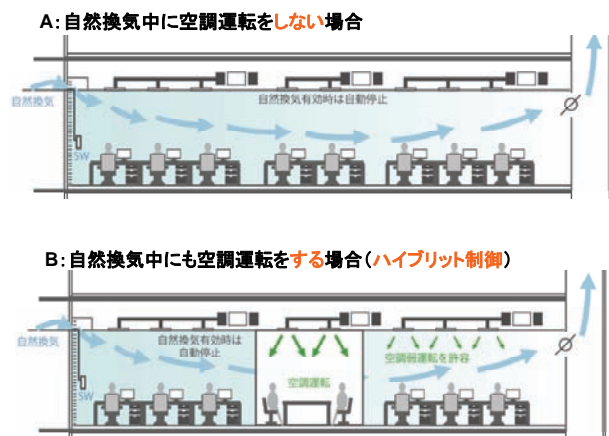 A：自然換気中に空調運転をしない場合
自然換気
自然換気有効時は自動停止
SW
B：自然換気中にも空調運転をする場合（ハイブリット制御）
自然換気
自然換気有効時は
自動停止
空調運転
空調弱運転を許容
SW